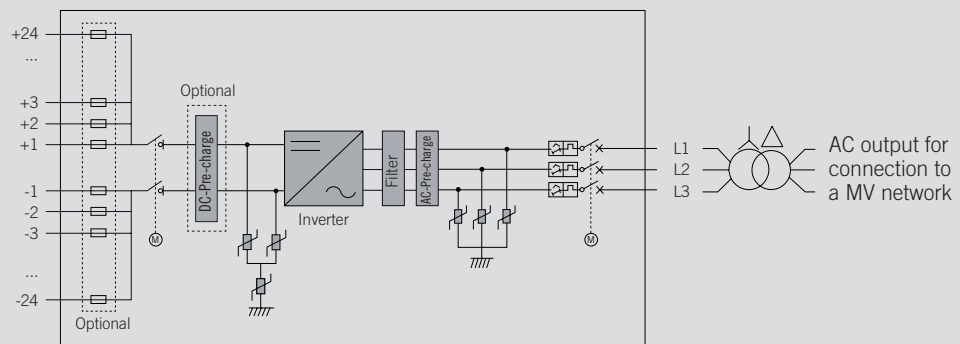 +24
...
+3
+2
+1
-1
-2
-3
...
-24
Optional
Optional
DC-Pre-charge
M
Inverter
Filter
AC-Pre-charge
M
L1
L2
L3
AC output for
connection to
a MV network